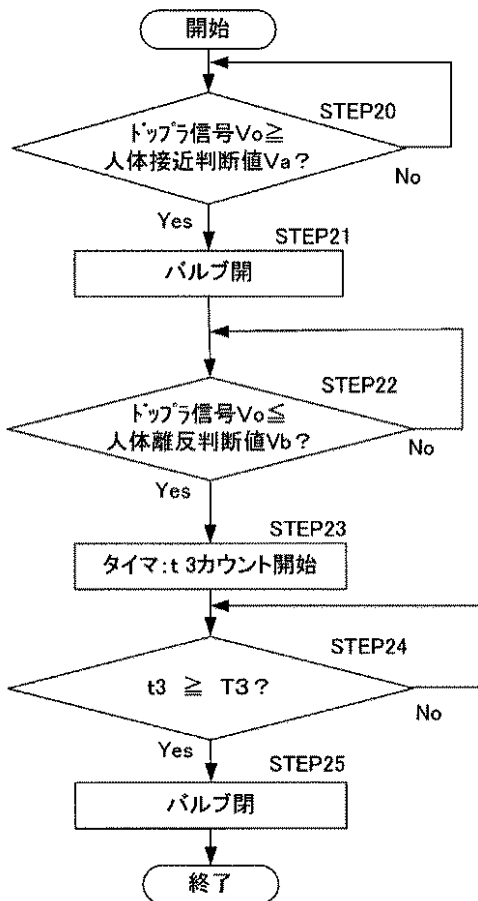 開始
STEP20
ドップラ信号Vo≧
人体接近判断値Va?
No
Yes
STEP21
バルブ開
STEP22
ドップラ信号Vo≦
人体離反判断値Vb?
No
Yes
STEP23
タイマ:t3カウント開始
STEP24
t3 ≧ T3?
No
Yes
STEP25
バルブ閉
終了